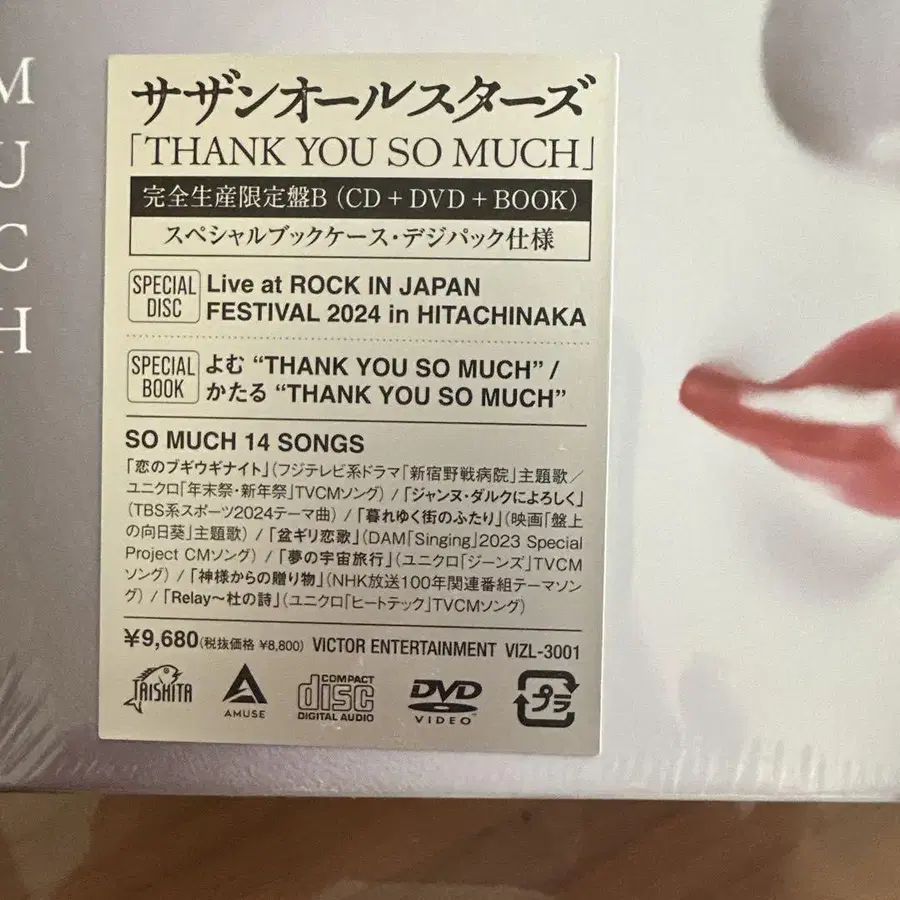 M
U
C
H
サザンオールスターズ
「THANK YOU SO MUCH」
完全生産限定盤B（CD + DVD + BOOK）
スペシャルブックケース・デジパック仕様
SPECIAL DISC
Live at ROCK IN JAPAN
FESTIVAL 2024 in HITACHINAKA
SPECIAL BOOK
よむ “THANK YOU SO MUCH” /
かたる “THANK YOU SO MUCH”
SO MUCH 14 SONGS
「恋のブギウギナイト」（フジテレビ系ドラマ「新宿野戦病院」主題歌／
ユニクロ「年末祭・新年祭」TVCMソング） / 「ジャンヌ・ダルクによろしく」
（TBS系スポーツ2024テーマ曲） / 「暮れゆく街のふたり」（映画「盤上
の向日葵」主題歌） / 「盆ギリ恋歌」（DAM「Singing」2023 Special
Project CMソング） / 「夢の宇宙旅行」（ユニクロ「ジーンズ」TVCM
ソング） / 「神様からの贈り物」（NHK放送100年関連番組テーマソン
グ） / 「Relay～杜の詩」（ユニクロ「ヒートテック」TVCMソング）
¥9,680（税抜価格 ¥8,800） VICTOR ENTERTAINMENT VIZL-3001
TAISHITA
AMUSE
COMPACT disc DIGITAL AUDIO
DVD VIDEO™
プラ